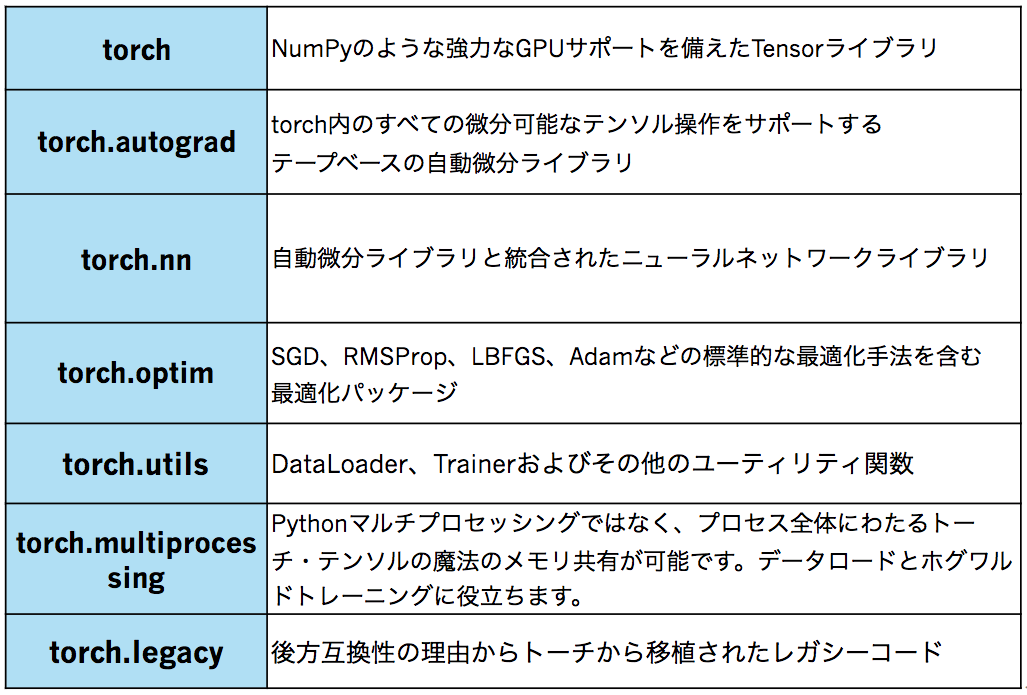 torch
NumPyのような強力なGPUサポートを備えたTensorライブラリ
torch.autograd
torch内のすべての微分可能なテンソル操作をサポートする
テープベースの自動微分ライブラリ
torch.nn
自動微分ライブラリと統合されたニューラルネットワークライブラリ
torch.optim
SGD、RMSProp、LBFGS、Adamなどの標準的な最適化手法を含む
最適化パッケージ
torch.utils
DataLoader、Trainerおよびその他のユーティリティ関数
torch.multiproces
sing
Pythonマルチプロセッシングではなく、プロセス全体にわたるトー
チ・テンソルの魔法のメモリ共有が可能です。データロードとホグワル
ドトレーニングに役立ちます。
torch.legacy
後方互換性の理由からトーチから移植されたレガシーコード